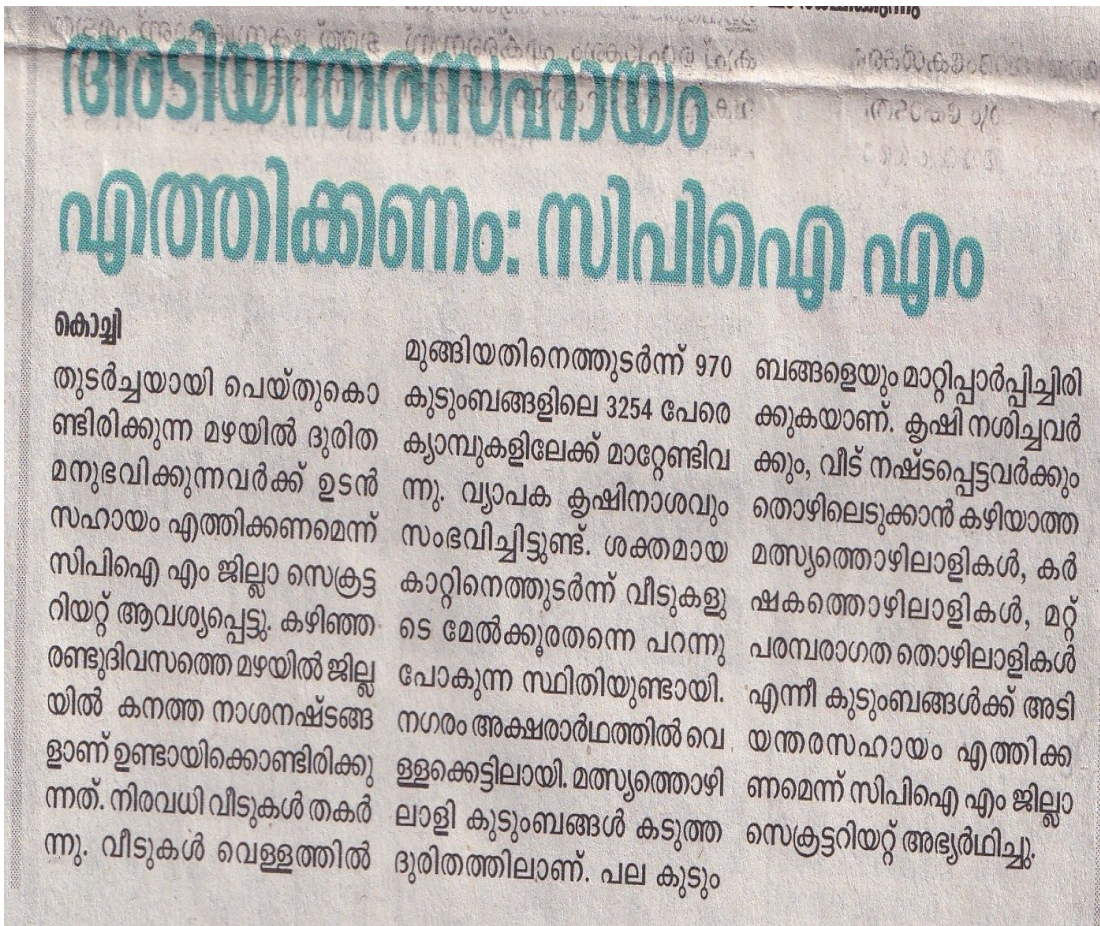 അടിയന്തരസഹായം
എത്തിക്കണം: സിപിഐ എം
കൊച്ചി
തുടർച്ചയായി പെയ്തുകൊ
ണ്ടിരിക്കുന്ന മഴയിൽ ദുരിത
മനുഭവിക്കുന്നവർക്ക് ഉടൻ
സഹായം എത്തിക്കണമെന്ന്
സിപിഐ എം ജില്ലാ സെക്രട്ട
റിയറ്റ് ആവശ്യപ്പെട്ടു. കഴിഞ്ഞ
രണ്ടുദിവസത്തെ മഴയിൽ ജില്ല
യിൽ കനത്ത നാശനഷ്ടങ്ങ
ളാണ് ഉണ്ടായിക്കൊണ്ടിരിക്കു
ന്നത്. നിരവധി വീടുകൾ തകർ
ന്നു. വീടുകൾ വെള്ളത്തിൽ
മുങ്ങിയതിനെത്തുടർന്ന് 970
കുടുംബങ്ങളിലെ 3254 പേരെ
ക്യാമ്പുകളിലേക്ക് മാറ്റേണ്ടിവ
ന്നു. വ്യാപക കൃഷിനാശവും
സംഭവിച്ചിട്ടുണ്ട്. ശക്തമായ
കാറ്റിനെത്തുടർന്ന് വീടുകളു
ടെ മേൽക്കൂരതന്നെ പറന്നു
പോകുന്ന സ്ഥിതിയുണ്ടായി.
നഗരം അക്ഷരാർഥത്തിൽ വെ
ള്ളക്കെട്ടിലായി. മത്സ്യത്തൊഴി
ലാളി കുടുംബങ്ങൾ കടുത്ത
ദുരിതത്തിലാണ്. പല കുടും
ബങ്ങളെയും മാറ്റിപ്പാർപ്പിച്ചിരി
ക്കുകയാണ്. കൃഷി നശിച്ചവർ
ക്കും, വീട് നഷ്ടപ്പെട്ടവർക്കും
തൊഴിലെടുക്കാൻ കഴിയാത്ത
മത്സ്യത്തൊഴിലാളികൾ, കർ
ഷകത്തൊഴിലാളികൾ, മറ്റ്
പരമ്പരാഗത തൊഴിലാളികൾ
എന്നീ കുടുംബങ്ങൾക്ക് അടി
യന്തരസഹായം എത്തിക്ക
ണമെന്ന് സിപിഐ എം ജില്ലാ
സെക്രട്ടറിയറ്റ് അഭ്യർഥിച്ചു.